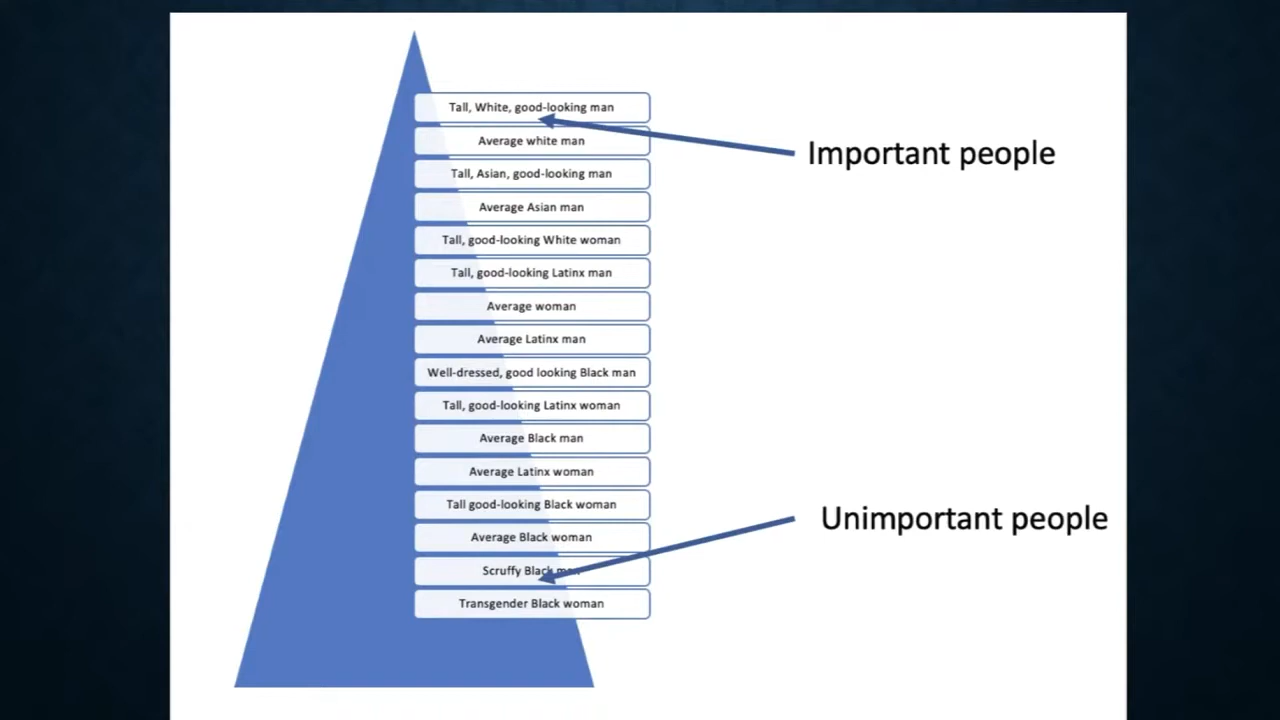 Tall, White, good-looking man
Average white man
Important people
Tall, Asian, good-looking man
Average Asian man
Tall, good-looking White woman
Tall, good-looking Latinx man
Average woman
Average Latinx man
Well-dressed, good looking Black man
Tall, good-looking Latinx woman
Average Black man
Average Latinx woman
Tall good-looking Black woman
Unimportant people
Average Black woman
Scruffy Black man
Transgender Black woman